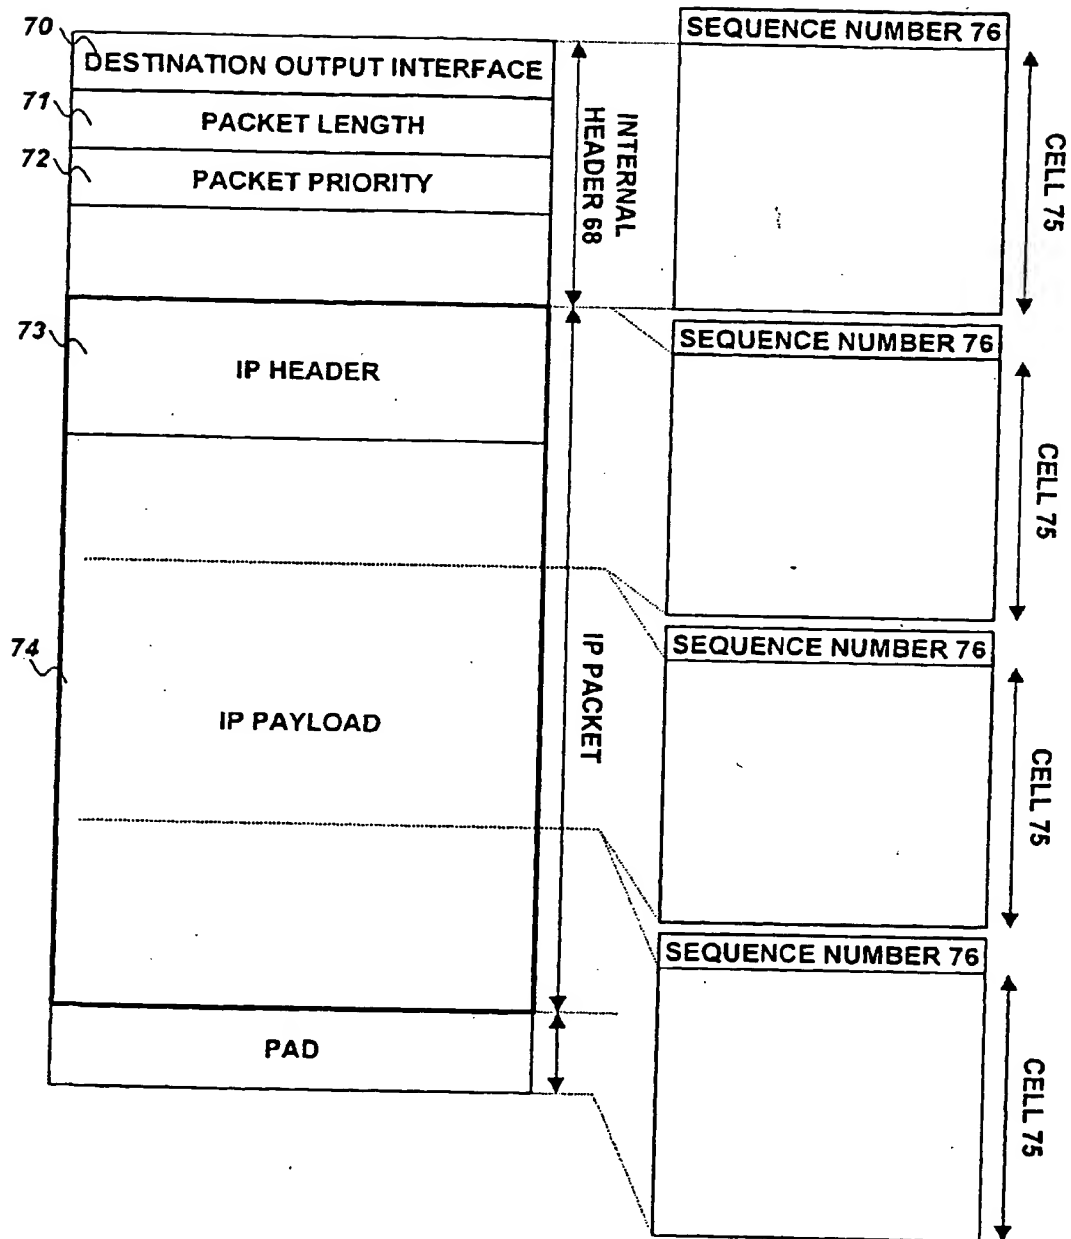 70
DESTINATION OUTPUT INTERFACE
71
PACKET LENGTH
72
PACKET PRIORITY
INTERNAL
HEADER 68
73
IP HEADER
74
IP PAYLOAD
IP PACKET
PAD
SEQUENCE NUMBER 76
CELL 75
SEQUENCE NUMBER 76
CELL 75
SEQUENCE NUMBER 76
CELL 75
SEQUENCE NUMBER 76
CELL 75